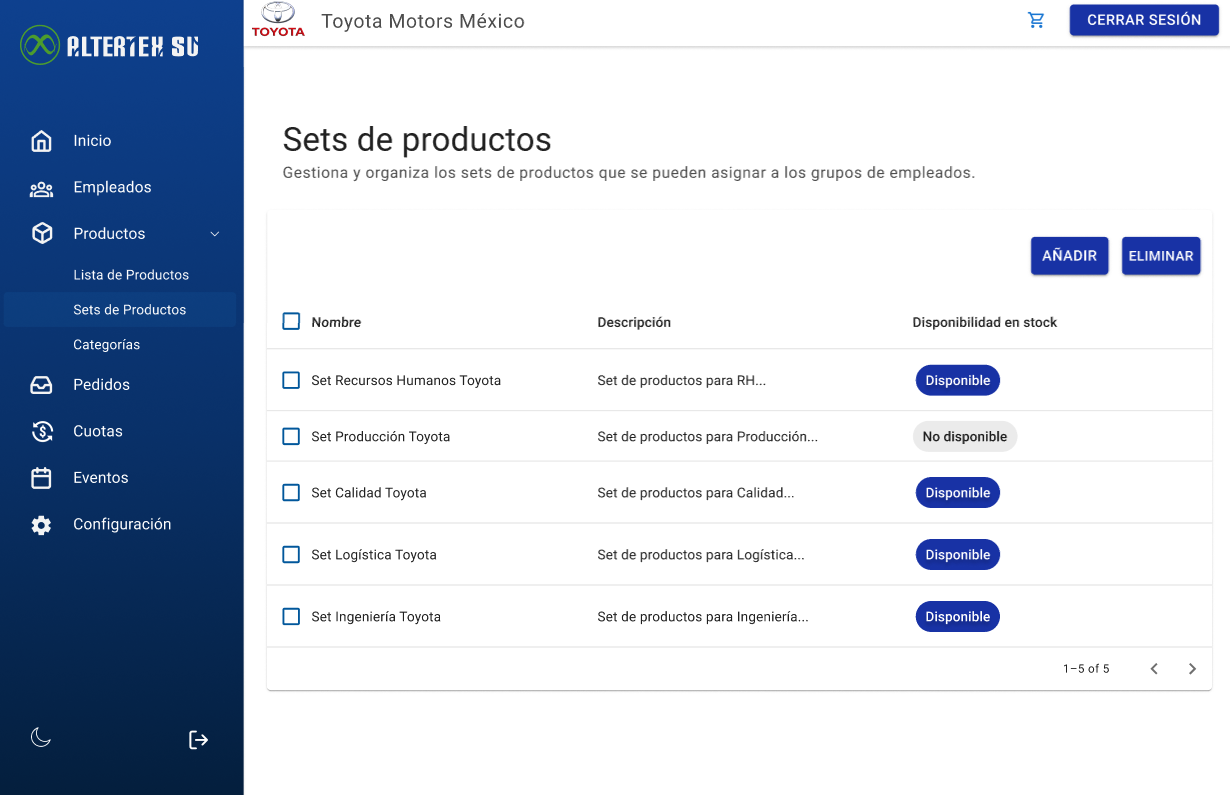 ALTERTEX SU
TOYOTA
Toyota Motors México
CERRAR SESIÓN
Inicio
Empleados
Productos
Lista de Productos
Sets de Productos
Categorías
Pedidos
Cuotas
Eventos
Configuración
Sets de productos
Gestiona y organiza los sets de productos que se pueden asignar a los grupos de empleados.
AÑADIR ELIMINAR
Nombre Descripción Disponibilidad en stock
Set Recursos Humanos Toyota Set de productos para RH... Disponible
Set Producción Toyota Set de productos para Producción... No disponible
Set Calidad Toyota Set de productos para Calidad... Disponible
Set Logística Toyota Set de productos para Logística... Disponible
Set Ingeniería Toyota Set de productos para Ingeniería... Disponible
1–5 of 5